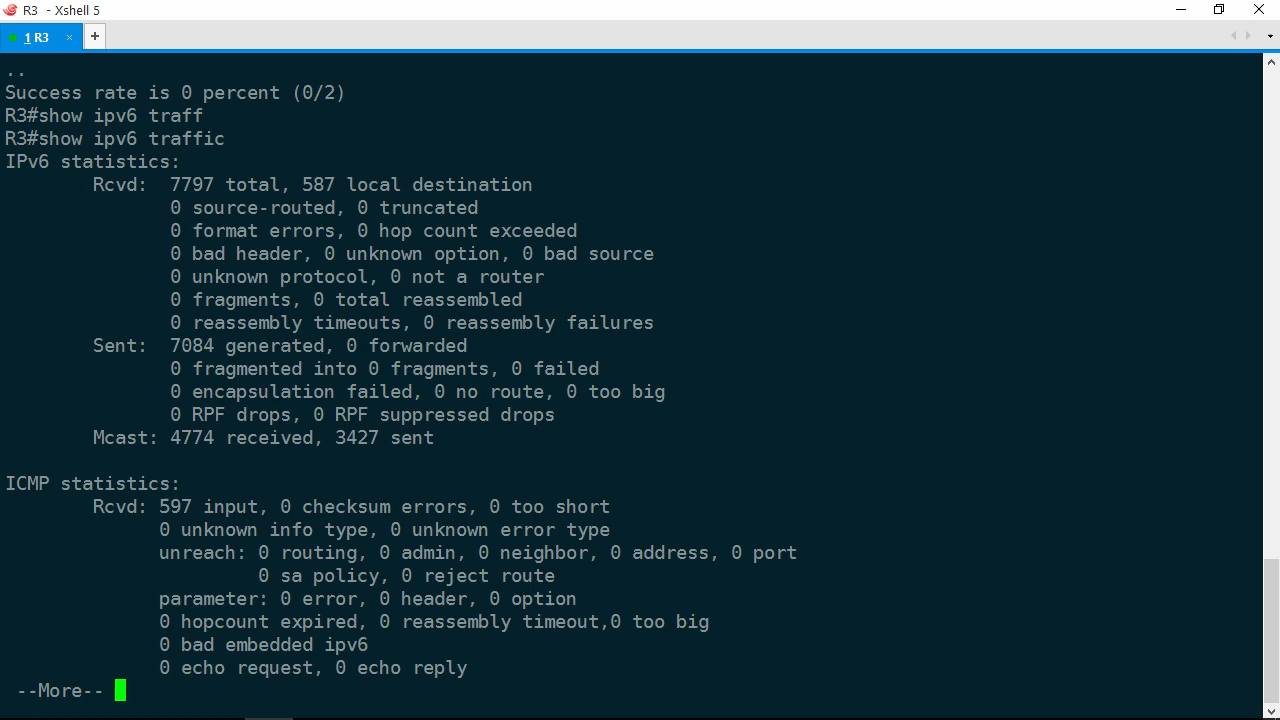 R3 - Xshell 5
1 R3 × +
..
Success rate is 0 percent (0/2)
R3#show ipv6 traff
R3#show ipv6 traffic
IPv6 statistics:
Rcvd: 7797 total, 587 local destination
0 source-routed, 0 truncated
0 format errors, 0 hop count exceeded
0 bad header, 0 unknown option, 0 bad source
0 unknown protocol, 0 not a router
0 fragments, 0 total reassembled
0 reassembly timeouts, 0 reassembly failures
Sent: 7084 generated, 0 forwarded
0 fragmented into 0 fragments, 0 failed
0 encapsulation failed, 0 no route, 0 too big
0 RPF drops, 0 RPF suppressed drops
Mcast: 4774 received, 3427 sent
ICMP statistics:
Rcvd: 597 input, 0 checksum errors, 0 too short
0 unknown info type, 0 unknown error type
unreach: 0 routing, 0 admin, 0 neighbor, 0 address, 0 port
0 sa policy, 0 reject route
parameter: 0 error, 0 header, 0 option
0 hopcount expired, 0 reassembly timeout,0 too big
0 bad embedded ipv6
0 echo request, 0 echo reply
--More--